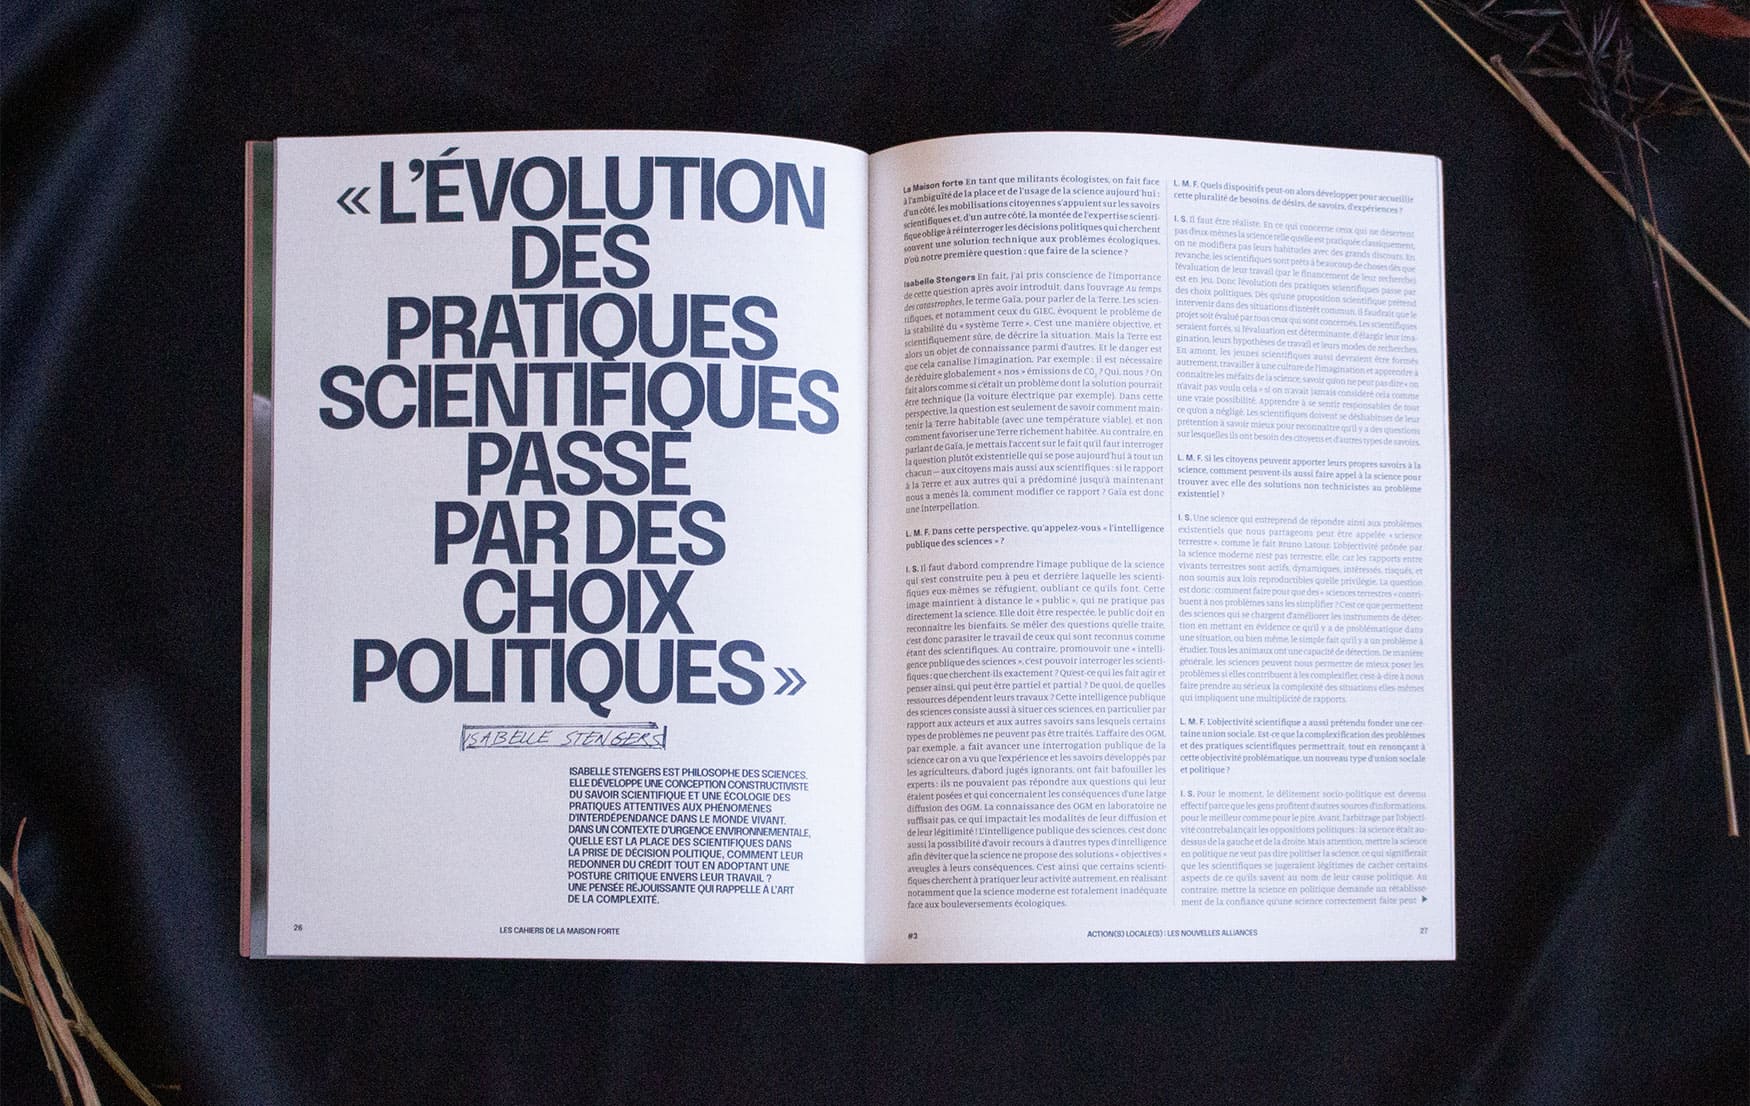 « L'ÉVOLUTION
DES
PRATIQUES
SCIENTIFIQUES
PASSE
PAR DES
CHOIX
POLITIQUES »
ISABELLE STENGERS
ISABELLE STENGERS EST PHILOSOPHE DES SCIENCES.
ELLE DÉVELOPPE UNE CONCEPTION CONSTRUCTIVISTE
DU SAVOIR SCIENTIFIQUE ET UNE ÉCOLOGIE DES
PRATIQUES ATTENTIVES AUX PHÉNOMÈNES
D'INTERDÉPENDANCE DANS LE MONDE VIVANT.
DANS UN CONTEXTE D'URGENCE ENVIRONNEMENTALE,
QUELLE EST LA PLACE DES SCIENTIFIQUES DANS
LA PRISE DE DÉCISION POLITIQUE, COMMENT LEUR
REDONNER DU CRÉDIT TOUT EN ADOPTANT UNE
POSTURE CRITIQUE ENVERS LEUR TRAVAIL ?
UNE PENSÉE RÉJOUISSANTE QUI RAPPELLE À L'ART
DE LA COMPLEXITÉ.
26
LES CAHIERS DE LA MAISON FORTE
La Maison forte En tant que militants écologistes, on fait face
à l'ambiguïté de la place et de l'usage de la science aujourd'hui :
d'un côté, les mobilisations citoyennes s'appuient sur les savoirs
scientifiques et, d'un autre côté, la montée de l'expertise scienti-
fique oblige à réinterroger les décisions politiques qui cherchent
souvent une solution technique aux problèmes écologiques.
D'où notre première question : que faire de la science ?
Isabelle Stengers En fait, j'ai pris conscience de l'importance
de cette question après avoir introduit, dans l'ouvrage Au temps
des catastrophes, le terme Gaïa, pour parler de la Terre. Les scien-
tifiques, et notamment ceux du GIEC, évoquent le problème de
la stabilité du « système Terre ». C'est une manière objective, et
scientifiquement sûre, de décrire la situation. Mais la Terre est
alors un objet de connaissance parmi d'autres. Et le danger est
que cela canalise l'imagination. Par exemple : il est nécessaire
de réduire globalement « nos » émissions de CO₂ ? Qui, nous ? On
fait alors comme si c'était un problème dont la solution pourrait
être technique (la voiture électrique par exemple). Dans cette
perspective, la question est seulement de savoir comment main-
tenir la Terre habitable (avec une température viable), et non
comment favoriser une Terre richement habitée. Au contraire, en
parlant de Gaïa, je mettais l'accent sur le fait qu'il faut interroger
la question plutôt existentielle qui se pose aujourd'hui à tout un
chacun — aux citoyens mais aussi aux scientifiques : si le rapport
à la Terre et aux autres qui a prédominé jusqu'à maintenant
nous a menés là, comment modifier ce rapport ? Gaïa est donc
une interpellation.
L. M. F. Dans cette perspective, qu'appelez-vous « l'intelligence
publique des sciences » ?
I. S. Il faut d'abord comprendre l'image publique de la science
qui s'est construite peu à peu et derrière laquelle les scienti-
fiques eux-mêmes se réfugient, oubliant ce qu'ils font. Cette
image maintient à distance le « public », qui ne pratique pas
directement la science. Elle doit être respectée, le public doit en
reconnaître les bienfaits. Se mêler des questions qu'elle traite,
c'est donc parasiter le travail de ceux qui sont reconnus comme
étant des scientifiques. Au contraire, promouvoir une « intelli-
gence publique des sciences », c'est pouvoir interroger les scienti-
fiques : que cherchent-ils exactement ? Qu'est-ce qui les fait agir et
penser ainsi, qui peut être partiel et partial ? De quoi, de quelles
ressources dépendent leurs travaux ? Cette intelligence publique
des sciences consiste aussi à situer ces sciences, en particulier par
rapport aux acteurs et aux autres savoirs sans lesquels certains
types de problèmes ne peuvent pas être traités. L'affaire des OGM,
par exemple, a fait avancer une interrogation publique de la
science car on a vu que l'expérience et les savoirs développés par
les agriculteurs, d'abord jugés ignorants, ont fait bafouiller les
experts : ils ne pouvaient pas répondre aux questions qui leur
étaient posées et qui concernaient les conséquences d'une large
diffusion des OGM. La connaissance des OGM en laboratoire ne
suffisait pas, ce qui impactait les modalités de leur diffusion et
de leur légitimité ! L'intelligence publique des sciences, c'est donc
aussi la possibilité d'avoir recours à d'autres types d'intelligence
afin d'éviter que la science ne propose des solutions « objectives »
aveugles à leurs conséquences. C'est ainsi que certains scienti-
fiques cherchent à pratiquer leur activité autrement, en réalisant
notamment que la science moderne est totalement inadéquate
face aux bouleversements écologiques.
L. M. F. Quels dispositifs peut-on alors développer pour accueillir
cette pluralité de besoins, de désirs, de savoirs, d'expériences ?
I. S. Il faut être réaliste. En ce qui concerne ceux qui ne désertent
pas d'eux-mêmes la science telle qu'elle est pratiquée classiquement,
on ne modifiera pas leurs habitudes avec des grands discours. En
revanche, les scientifiques sont prêts à beaucoup de choses dès que
l'évaluation de leur travail (par le financement de leur recherche)
est en jeu. Donc l'évolution des pratiques scientifiques passe par
des choix politiques. Dès qu'une proposition scientifique prétend
intervenir dans des situations d'intérêt commun, il faudrait que le
projet soit évalué par tous ceux qui sont concernés. Les scientifiques
seraient forcés, si l'évaluation est déterminante, d'élargir leur ima-
gination, leurs hypothèses de travail et leurs modes de recherches.
En amont, les jeunes scientifiques aussi devraient être formés
autrement, travailler à une culture de l'imagination et apprendre à
connaître les méfaits de la science, savoir qu'on ne peut pas dire « on
n'avait pas voulu cela » si on n'avait jamais considéré cela comme
une vraie possibilité. Apprendre à se sentir responsables de tout
ce qu'on a négligé. Les scientifiques doivent se déshabituer de leur
prétention à savoir mieux pour reconnaître qu'il y a des questions
sur lesquelles ils ont besoin des citoyens et d'autres types de savoirs.
L. M. F. Si les citoyens peuvent apporter leurs propres savoirs à la
science, comment peuvent-ils aussi faire appel à la science pour
trouver avec elle des solutions non technicistes au problème
existentiel ?
I. S. Une science qui entreprend de répondre ainsi aux problèmes
existentiels que nous partageons peut être appelée « science
terrestre », comme le fait Bruno Latour. L'objectivité prônée par
la science moderne n'est pas terrestre, elle, car les rapports entre
vivants terrestres sont actifs, dynamiques, intéressés, risqués, et
non soumis aux lois reproductibles qu'elle privilégie. La question
est donc : comment faire pour que des « sciences terrestres » contri-
buent à nos problèmes sans les simplifier ? C'est ce que permettent
des sciences qui se chargent d'améliorer les instruments de détec-
tion en mettant en évidence ce qu'il y a de problématique dans
une situation, ou bien même, le simple fait qu'il y a un problème à
étudier. Tous les animaux ont une capacité de détection. De manière
générale, les sciences peuvent nous permettre de mieux poser les
problèmes si elles contribuent à les complexifier, c'est-à-dire à nous
faire prendre au sérieux la complexité des situations elles-mêmes
qui impliquent une multiplicité de rapports.
L. M. F. L'objectivité scientifique a aussi prétendu fonder une cer-
taine union sociale. Est-ce que la complexification des problèmes
et des pratiques scientifiques permettrait, tout en renonçant à
cette objectivité problématique, un nouveau type d'union sociale
et politique ?
I. S. Pour le moment, le délitement socio-politique est devenu
effectif parce que les gens profitent d'autres sources d'informations,
pour le meilleur comme pour le pire. Avant, l'arbitrage par l'objecti-
vité contrebalançait les oppositions politiques : la science était au-
dessus de la gauche et de la droite. Mais attention, mettre la science
en politique ne veut pas dire politiser la science, ce qui signifierait
que les scientifiques se jugeraient légitimes de cacher certains
aspects de ce qu'ils savent au nom de leur cause politique. Au
contraire, mettre la science en politique demande un rétablisse-
ment de la confiance qu'une science correctement faite peut ▶
#3
ACTION(S) LOCALE(S) : LES NOUVELLES ALLIANCES
27